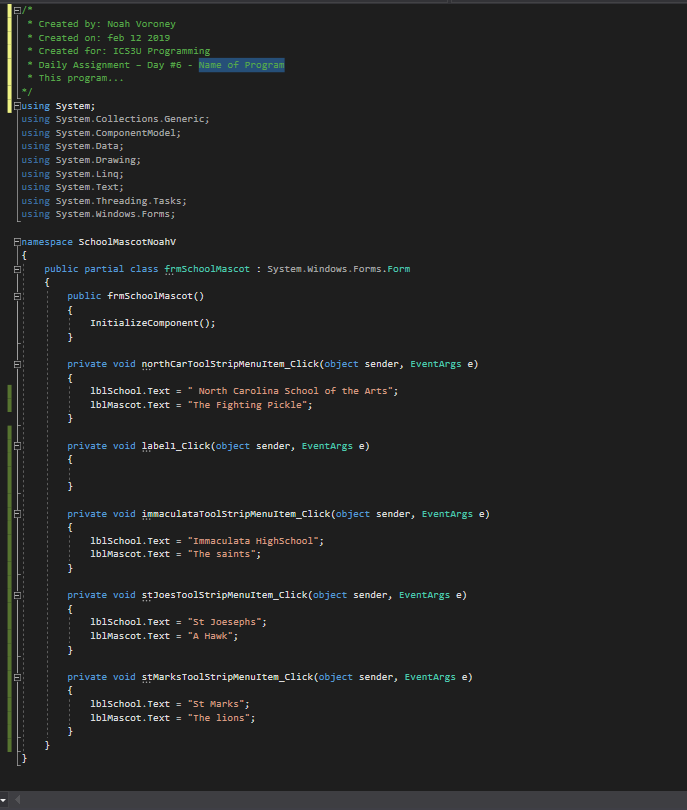 /*
 * Created by: Noah Voroney
 * Created on: feb 12 2019
 * Created for: ICS3U Programming
 * Daily Assignment – Day #6 - Name of Program
 * This program...
*/
using System;
using System.Collections.Generic;
using System.ComponentModel;
using System.Data;
using System.Drawing;
using System.Linq;
using System.Text;
using System.Threading.Tasks;
using System.Windows.Forms;
namespace SchoolMascotNoahV
{
    public partial class frmSchoolMascot : System.Windows.Forms.Form
    {
        public frmSchoolMascot()
        {
            InitializeComponent();
        }
        private void northCarToolStripMenuItem_Click(object sender, EventArgs e)
        {
            lblSchool.Text = " North Carolina School of the Arts";
            lblMascot.Text = "The Fighting Pickle";
        }
        private void label1_Click(object sender, EventArgs e)
        {
        }
        private void immaculataToolStripMenuItem_Click(object sender, EventArgs e)
        {
            lblSchool.Text = "Immaculata HighSchool";
            lblMascot.Text = "The saints";
        }
        private void stJoesToolStripMenuItem_Click(object sender, EventArgs e)
        {
            lblSchool.Text = "St Joesephs";
            lblMascot.Text = "A Hawk";
        }
        private void stMarksToolStripMenuItem_Click(object sender, EventArgs e)
        {
            lblSchool.Text = "St Marks";
            lblMascot.Text = "The lions";
        }
    }
}